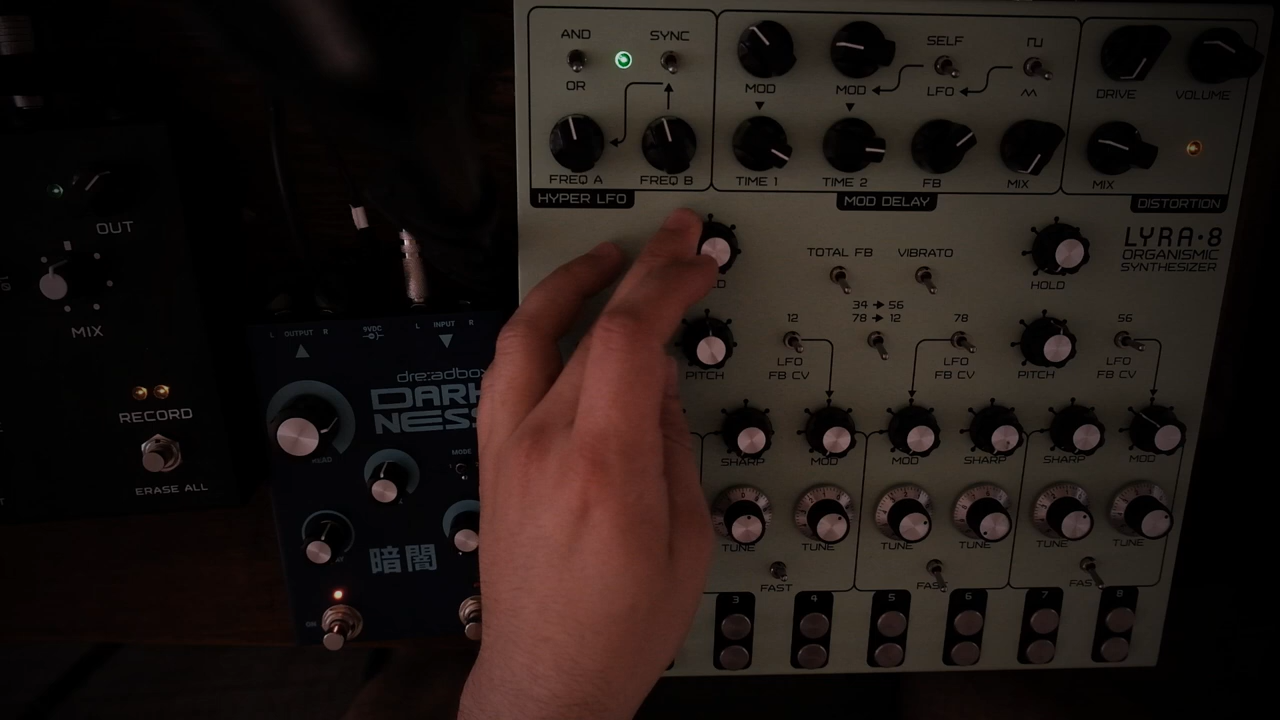 AND
SYNC
OR
FREQ A
FREQ B
HYPER LFO
MOD
MOD
SELF
LFO
TIME 1
TIME 2
FB
MIX
MOD DELAY
DRIVE
VOLUME
MIX
DISTORTION
LYRA-8
ORGANISMIC
SYNTHESIZER
TOTAL FB
VIBRATO
HOLD
34 → 56
78 → 12
12
78
56
LFO
FB CV
LFO
FB CV
LFO
FB CV
PITCH
PITCH
SHARP
MOD
MOD
SHARP
SHARP
MOD
TUNE
TUNE
TUNE
TUNE
TUNE
TUNE
FAST
FAST
FAST
3
4
5
6
7
8
OUT
MIX
RECORD
ERASE ALL
L OUTPUT R
9VDC
L INPUT R
dre:adbox
MODE
暗闇
ON